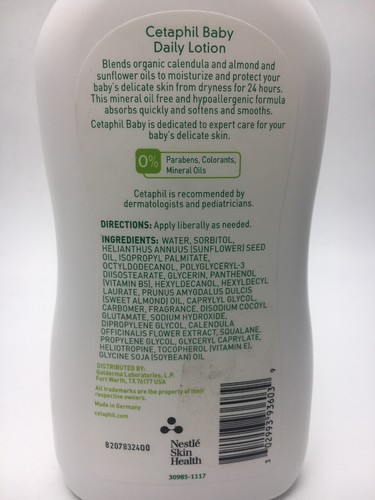 Cetaphil Baby
Daily Lotion
Blends organic calendula and almond and
sunflower oils to moisturize and protect your
baby's delicate skin from dryness for 24 hours.
This mineral oil free and hypoallergenic formula
absorbs quickly and softens and smooths.
Cetaphil Baby is dedicated to expert care for your
baby's delicate skin.
0% Parabens, Colorants,
Mineral Oils
Cetaphil is recommended by
dermatologists and pediatricians.
DIRECTIONS: Apply liberally as needed.
INGREDIENTS: WATER, SORBITOL,
HELIANTHUS ANNUUS (SUNFLOWER) SEED
OIL, ISOPROPYL PALMITATE,
OCTYLDODECANOL, POLYGLYCERYL-3
DIISOSTEARATE, GLYCERIN, PANTHENOL
(VITAMIN B5), HEXYLDECANOL, HEXYLDECYL
LAURATE, PRUNUS AMYGDALUS DULCIS
(SWEET ALMOND) OIL, CAPRYLYL GLYCOL,
CARBOMER, FRAGRANCE, DISODIUM COCOYL
GLUTAMATE, SODIUM HYDROXIDE,
DIPROPYLENE GLYCOL, CALENDULA
OFFICINALIS FLOWER EXTRACT, SQUALANE,
PROPYLENE GLYCOL, GLYCERYL CAPRYLATE,
HELIOTROPINE, TOCOPHEROL (VITAMIN E),
GLYCINE SOJA (SOYBEAN) OIL
DISTRIBUTED BY:
Galderma Laboratories, L.P.
Fort Worth, TX 76177 USA
All trademarks are the property of their
respective owners.
Made in Germany
cetaphil.com
8207832400
Nestlé
Skin
Health
30985-1117
3 02993 93603 9